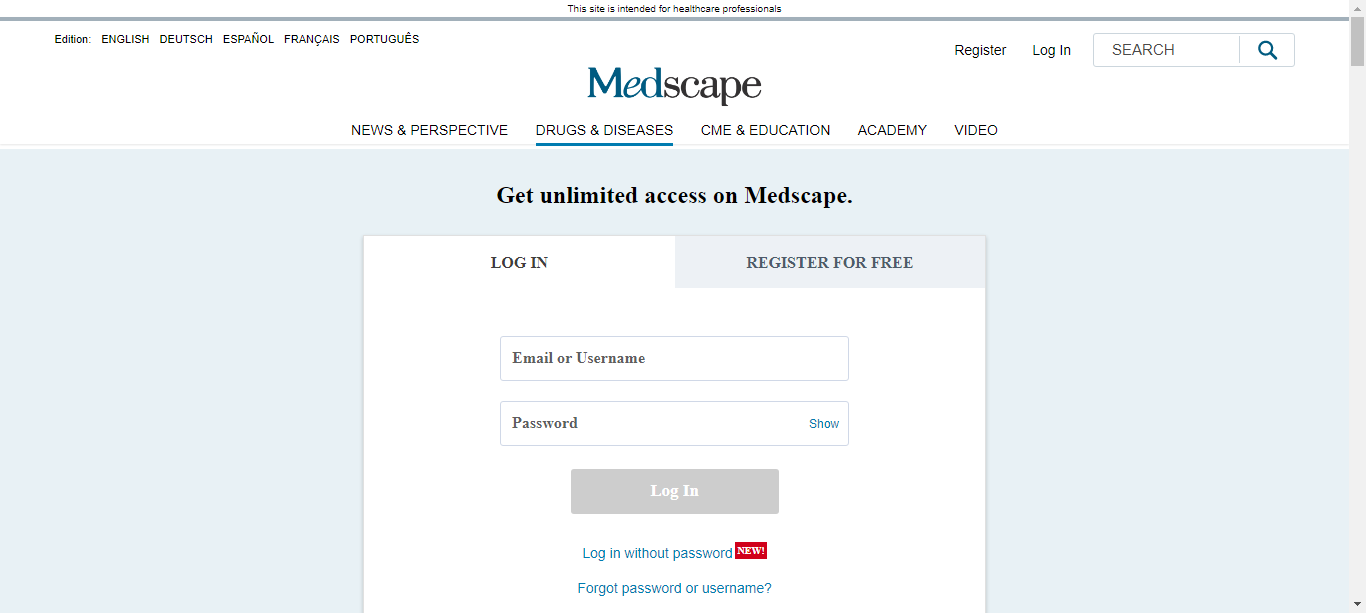 This site is intended for healthcare professionals
Edition: ENGLISH DEUTSCH ESPAÑOL FRANÇAIS PORTUGUÊS
Register Log In SEARCH
Medscape
NEWS & PERSPECTIVE DRUGS & DISEASES CME & EDUCATION ACADEMY VIDEO
Get unlimited access on Medscape.
LOG IN REGISTER FOR FREE
Email or Username
Password Show
Log In
Log in without password NEW!
Forgot password or username?